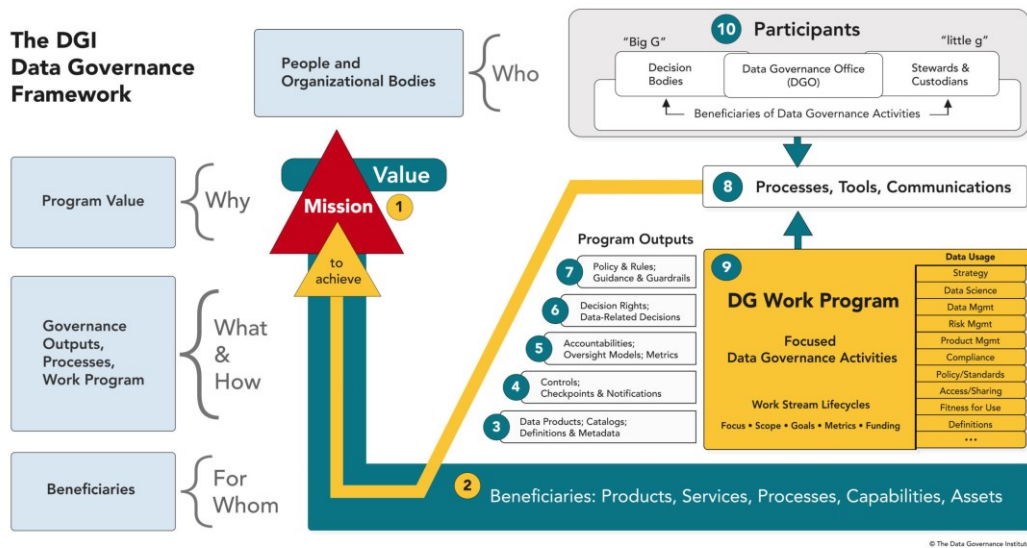 The DGI
Data Governance
Framework
People and
Organizational Bodies
Who
10
Participants
"Big G"
"little g"
Decision
Bodies
Data Governance Office
(DGO)
Stewards &
Custodians
Beneficiaries of Data Governance Activities
Program Value
Why
Value
Mission
1
to
achieve
8
Processes, Tools, Communications
Governance
Outputs,
Processes,
Work Program
What
&
How
Program Outputs
7
Policy & Rules;
Guidance & Guardrails
6
Decision Rights;
Data-Related Decisions
5
Accountabilities;
Oversight Models; Metrics
4
Controls;
Checkpoints & Notifications
3
Data Products; Catalogs;
Definitions & Metadata
9
DG Work Program
Focused
Data Governance Activities
Work Stream Lifecycles
Focus • Scope • Goals • Metrics • Funding
Data Usage
Strategy
Data Science
Data Mgmt
Risk Mgmt
Product Mgmt
Compliance
Policy/Standards
Access/Sharing
Fitness for Use
Definitions
•••
Beneficiaries
For
Whom
2
Beneficiaries: Products, Services, Processes, Capabilities, Assets
© The Data Governance Institut